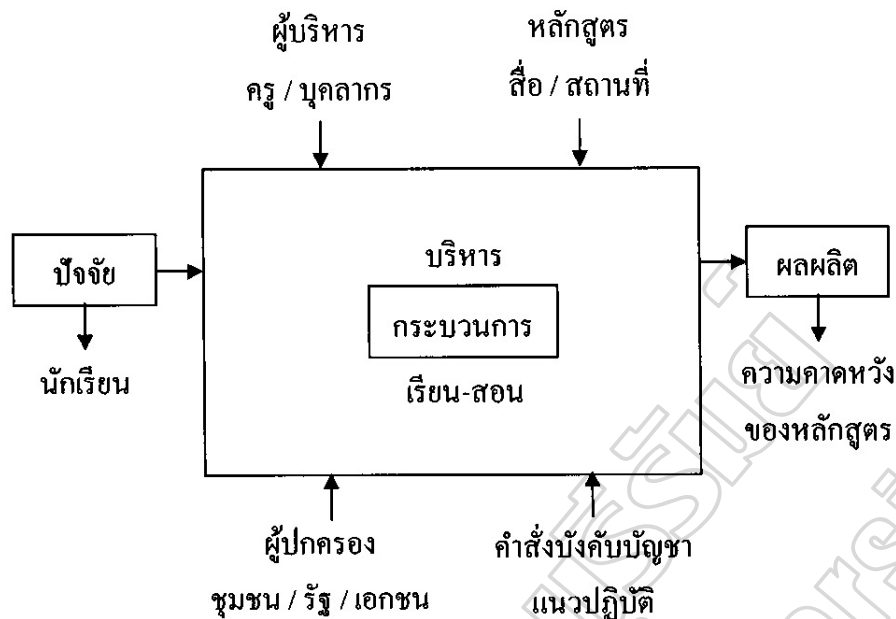 ผู้บริหาร
ครู / บุคลากร
หลักสูตร
สื่อ / สถานที่
ปัจจัย
นักเรียน
บริหาร
กระบวนการ
เรียน-สอน
ผลผลิต
ความคาดหวัง
ของหลักสูตร
ผู้ปกครอง
ชุมชน / รัฐ / เอกชน
คำสั่งบังคับบัญชา
แนวปฏิบัติ